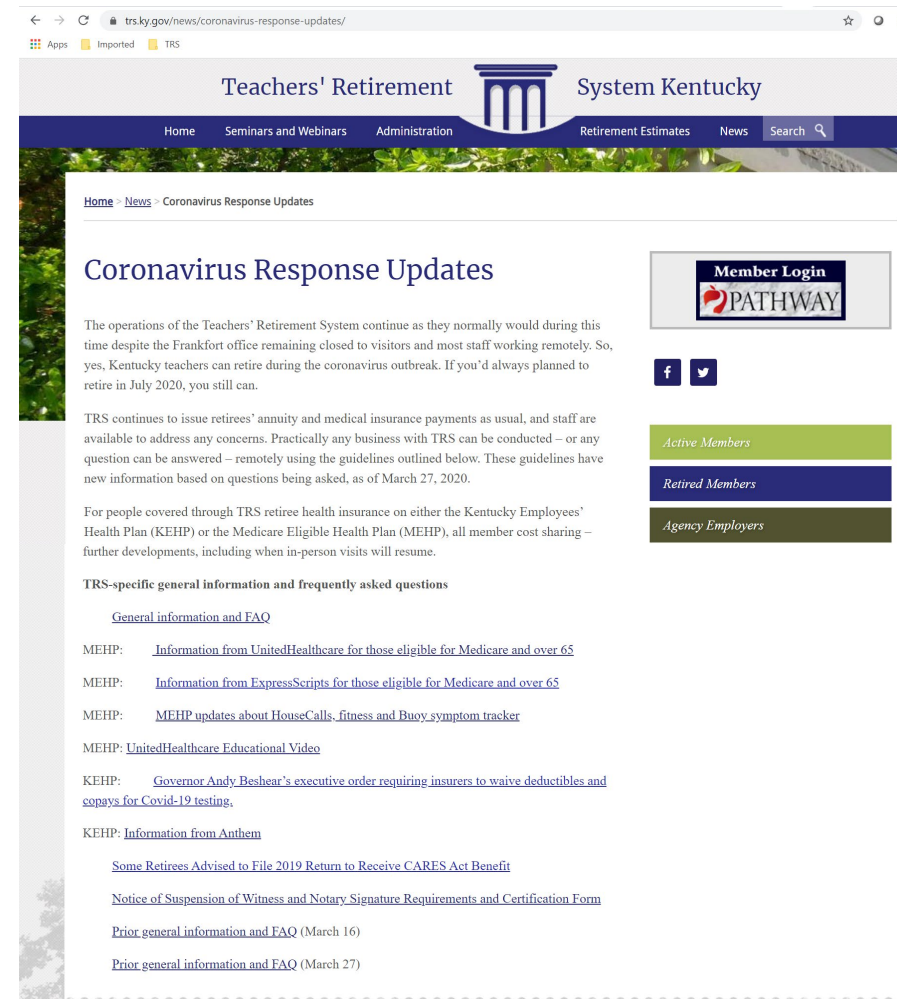 trs.ky.gov/news/coronavirus-response-updates/
Apps Imported TRS
Teachers' Retirement System Kentucky
Home Seminars and Webinars Administration Retirement Estimates News Search
Home > News > Coronavirus Response Updates
Coronavirus Response Updates
The operations of the Teachers' Retirement System continue as they normally would during this
time despite the Frankfort office remaining closed to visitors and most staff working remotely. So,
yes, Kentucky teachers can retire during the coronavirus outbreak. If you'd always planned to
retire in July 2020, you still can.
TRS continues to issue retirees' annuity and medical insurance payments as usual, and staff are
available to address any concerns. Practically any business with TRS can be conducted – or any
question can be answered – remotely using the guidelines outlined below. These guidelines have
new information based on questions being asked, as of March 27, 2020.
For people covered through TRS retiree health insurance on either the Kentucky Employees'
Health Plan (KEHP) or the Medicare Eligible Health Plan (MEHP), all member cost sharing –
further developments, including when in-person visits will resume.
TRS-specific general information and frequently asked questions
General information and FAQ
MEHP: Information from UnitedHealthcare for those eligible for Medicare and over 65
MEHP: Information from ExpressScripts for those eligible for Medicare and over 65
MEHP: MEHP updates about HouseCalls, fitness and Buoy symptom tracker
MEHP: UnitedHealthcare Educational Video
KEHP: Governor Andy Beshear's executive order requiring insurers to waive deductibles and
copays for Covid-19 testing.
KEHP: Information from Anthem
Some Retirees Advised to File 2019 Return to Receive CARES Act Benefit
Notice of Suspension of Witness and Notary Signature Requirements and Certification Form
Prior general information and FAQ (March 16)
Prior general information and FAQ (March 27)
Member Login
PATHWAY
Active Members
Retired Members
Agency Employers